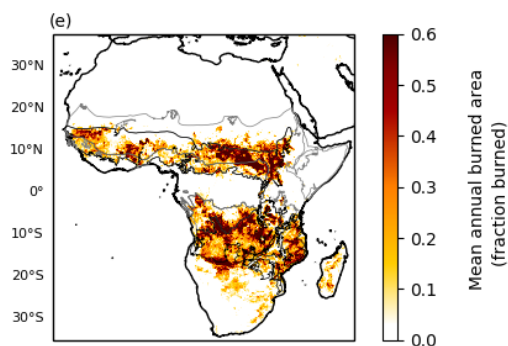 (e)
30°N
20°N
10°N
0°
10°S
20°S
30°S
0.6
0.5
0.4
0.3
0.2
0.1
0.0
Mean annual burned area
(fraction burned)